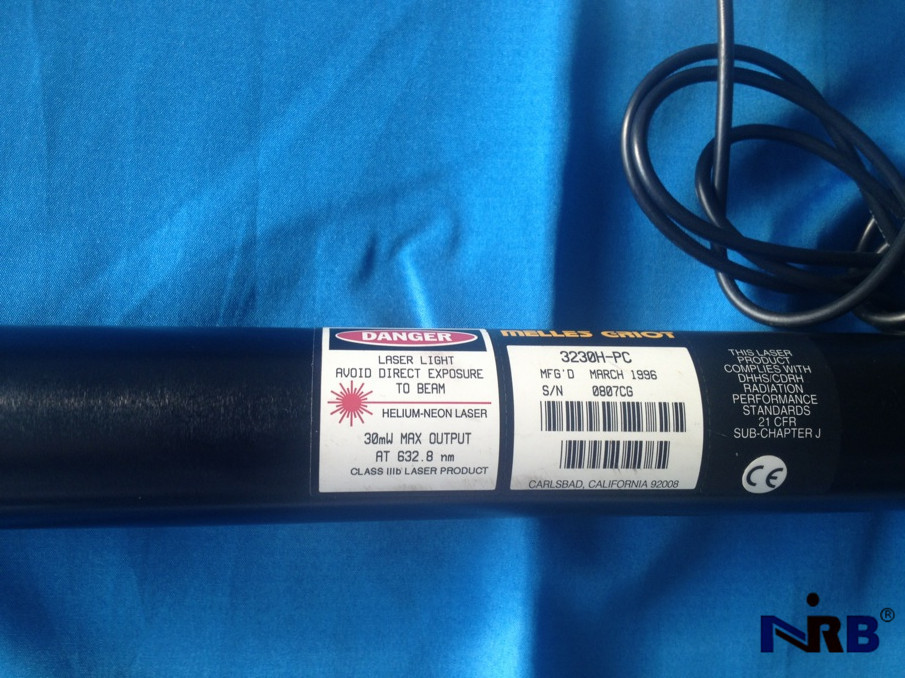 DANGER
LASER LIGHT
AVOID DIRECT EXPOSURE
TO BEAM
HELIUM-NEON LASER
30mW MAX OUTPUT
AT 632.8 nm
CLASS IIIb LASER PRODUCT
MELLES GRIOT
3230H-PC
MFG'D MARCH 1996
S/N 0807CG
CARLSBAD, CALIFORNIA 92008
THIS LASER
PRODUCT
COMPLIES WITH
DHHS/CDRH
RADIATION
PERFORMANCE
STANDARDS
21 CFR
SUB-CHAPTER J
CE
NRB®